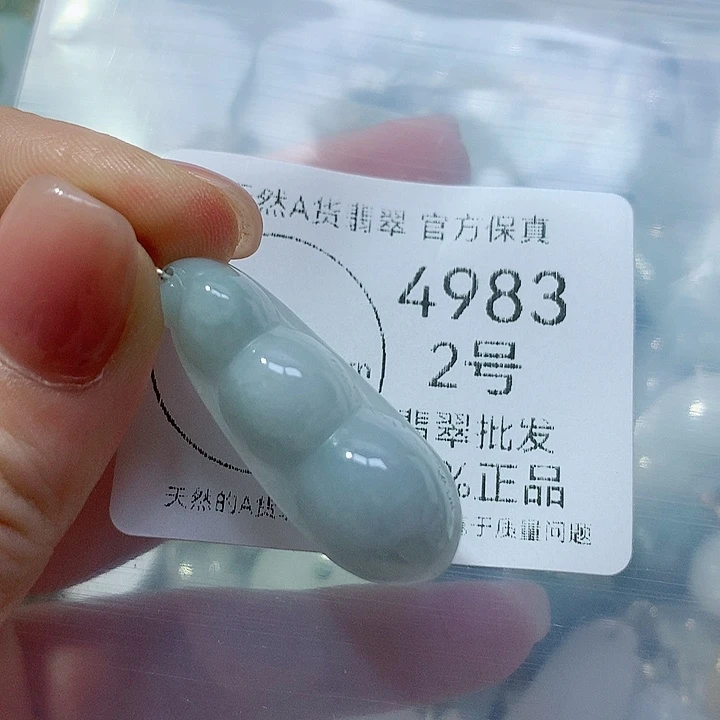 然A货翡翠 官方保真
4983
2号
翡翠批发
%正品
天然的A货
于质量问题